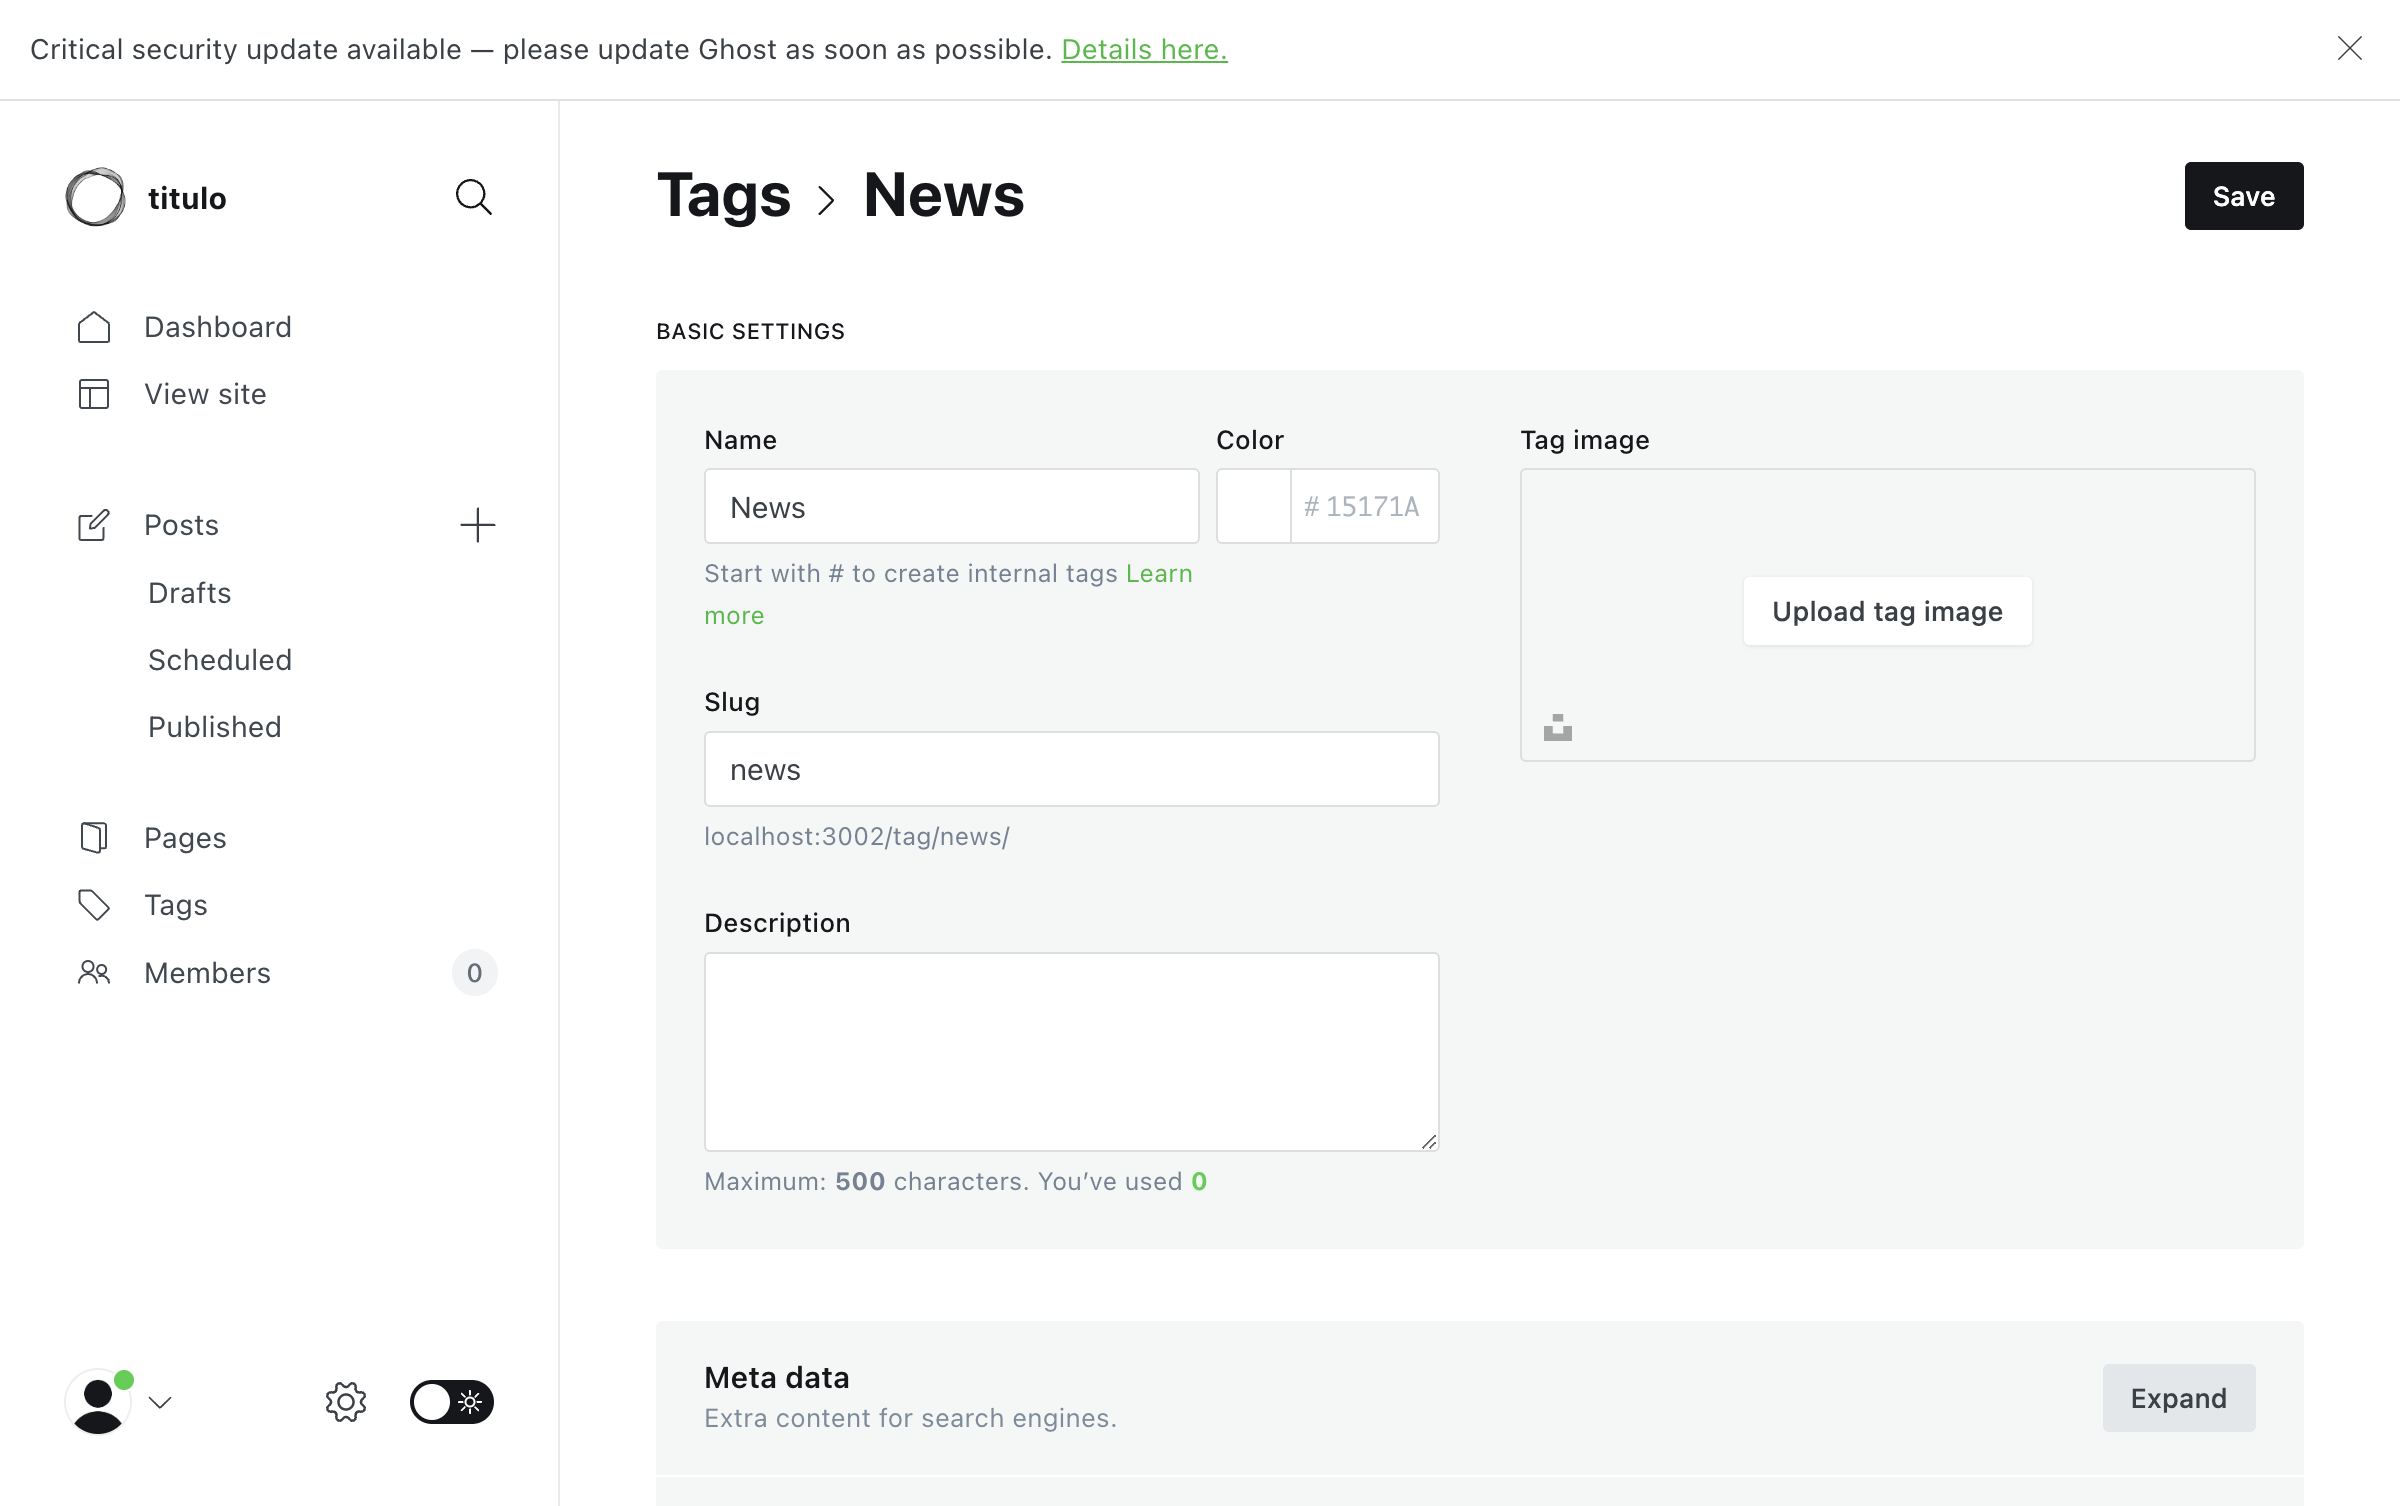 Critical security update available — please update Ghost as soon as possible. Details here.
titulo
Dashboard
View site
Posts
Drafts
Scheduled
Published
Pages
Tags
Members
0
Tags > News
Save
BASIC SETTINGS
Name
News
Start with # to create internal tags Learn
more
Color
# 15171A
Slug
news
localhost:3002/tag/news/
Description
Maximum: 500 characters. You’ve used 0
Tag image
Upload tag image
Meta data
Extra content for search engines.
Expand